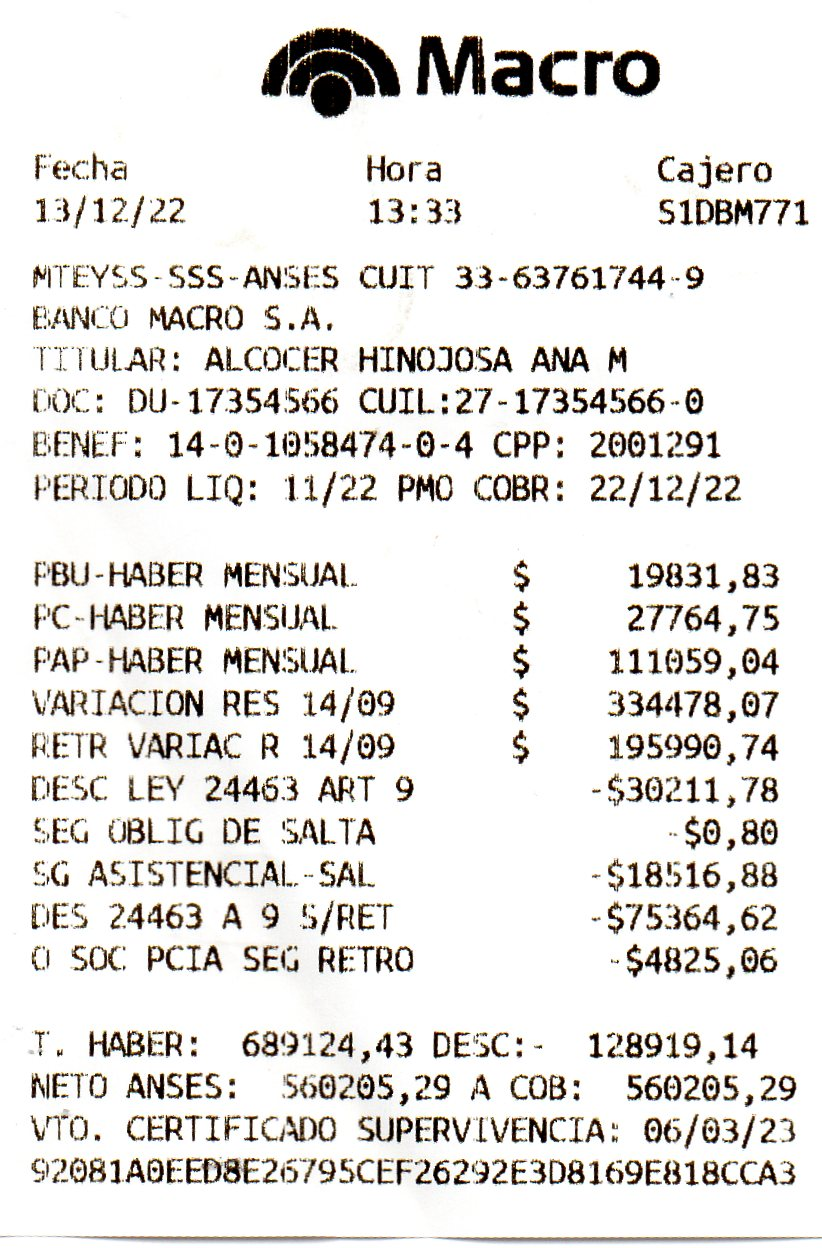 Macro
Fecha Hora Cajero
13/12/22 13:33 S1DBM771
MTEYSS-SSS-ANSES CUIT 33-63761744-9
BANCO MACRO S.A.
TITULAR: ALCOCER HINOJOSA ANA M
DOC: DU-17354566 CUIL:27-17354566-0
BENEF: 14-0-1058474-0-4 CPP: 2001291
PERIODO LIQ: 11/22 PMO COBR: 22/12/22
PBU-HABER MENSUAL $ 19831,83
PC-HABER MENSUAL $ 27764,75
PAP-HABER MENSUAL $ 111059,04
VARIACION RES 14/09 $ 334478,07
RETR VARIAC R 14/09 $ 195990,74
DESC LEY 24463 ART 9 -$30211,78
SEG OBLIG DE SALTA -$0,80
SG ASISTENCIAL-SAL -$18516,88
DES 24463 A 9 S/RET -$75364,62
O SOC PCIA SEG RETRO -$4825,06
T. HABER: 689124,43 DESC:- 128919,14
NETO ANSES: 560205,29 A COB: 560205,29
VTO. CERTIFICADO SUPERVIVENCIA: 06/03/23
92081A0EED8E26795CEF26292E3D8169E818CCA3